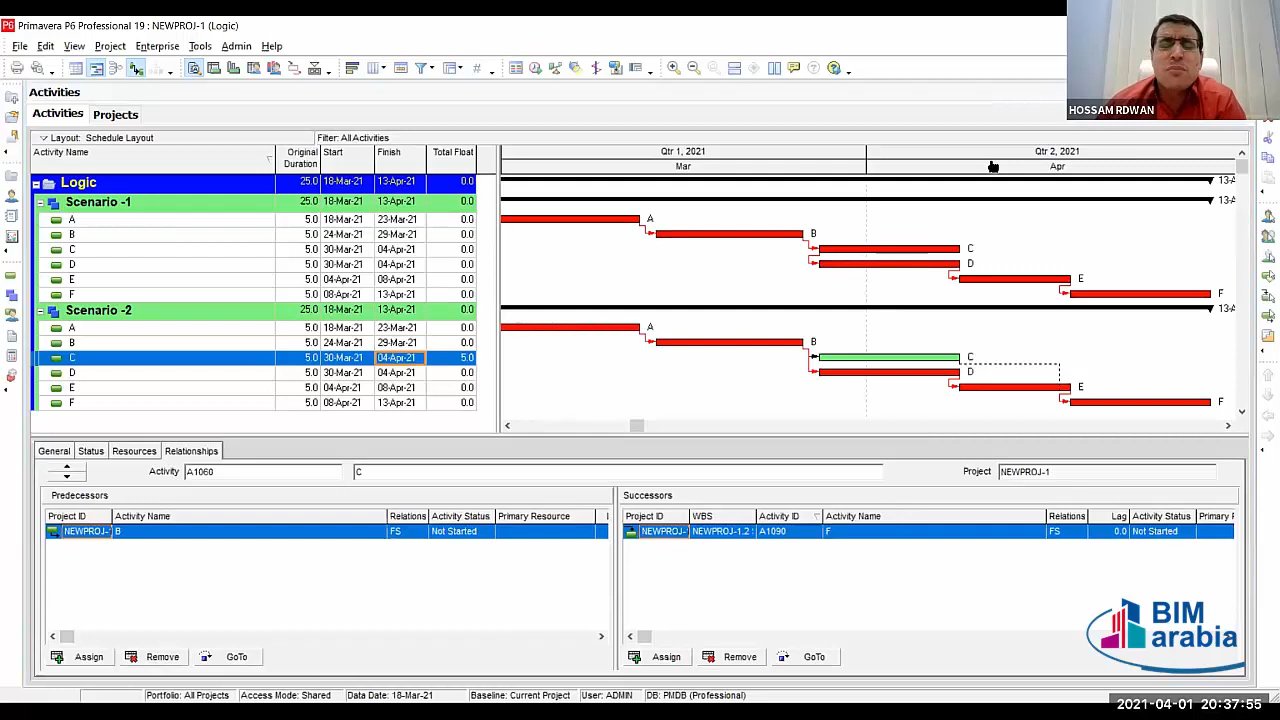 Primavera P6 Professional 19 : NEWPROJ-1 (Logic)
File Edit View Project Enterprise Tools Admin Help
HOSSAM RDWAN
Activities
Activities Projects
Layout: Schedule Layout Filter: All Activities
Activity Name Original Duration Start Finish Total Float
Qtr 1, 2021 Qtr 2, 2021
Mar Apr
Logic 25.0 18-Mar-21 13-Apr-21 0.0 13-A
Scenario -1 25.0 18-Mar-21 13-Apr-21 0.0 13-A
A 5.0 18-Mar-21 23-Mar-21 0.0 A
B 5.0 24-Mar-21 29-Mar-21 0.0 B
C 5.0 30-Mar-21 04-Apr-21 0.0 C
D 5.0 30-Mar-21 04-Apr-21 0.0 D
E 5.0 04-Apr-21 08-Apr-21 0.0 E
F 5.0 08-Apr-21 13-Apr-21 0.0 F
Scenario -2 25.0 18-Mar-21 13-Apr-21 0.0 13-A
A 5.0 18-Mar-21 23-Mar-21 0.0 A
B 5.0 24-Mar-21 29-Mar-21 0.0 B
C 5.0 30-Mar-21 04-Apr-21 5.0 C
D 5.0 30-Mar-21 04-Apr-21 0.0 D
E 5.0 04-Apr-21 08-Apr-21 0.0 E
F 5.0 08-Apr-21 13-Apr-21 0.0 F
General Status Resources Relationships
Activity A1060 C Project NEWPROJ-1
Predecessors
Project ID Activity Name Relations Activity Status Primary Resource
NEWPROJ- B FS Not Started
Assign Remove GoTo
Successors
Project ID WBS Activity ID Activity Name Relations Lag Activity Status Primary
NEWPROJ- NEWPROJ-1.2 A1090 F FS 0.0 Not Started
Assign Remove GoTo
BIM
arabia
Portfolio: All Projects Access Mode: Shared Data Date: 18-Mar-21 Baseline: Current Project User: ADMIN DB: PMDB (Professional)
2021-04-01 20:37:55